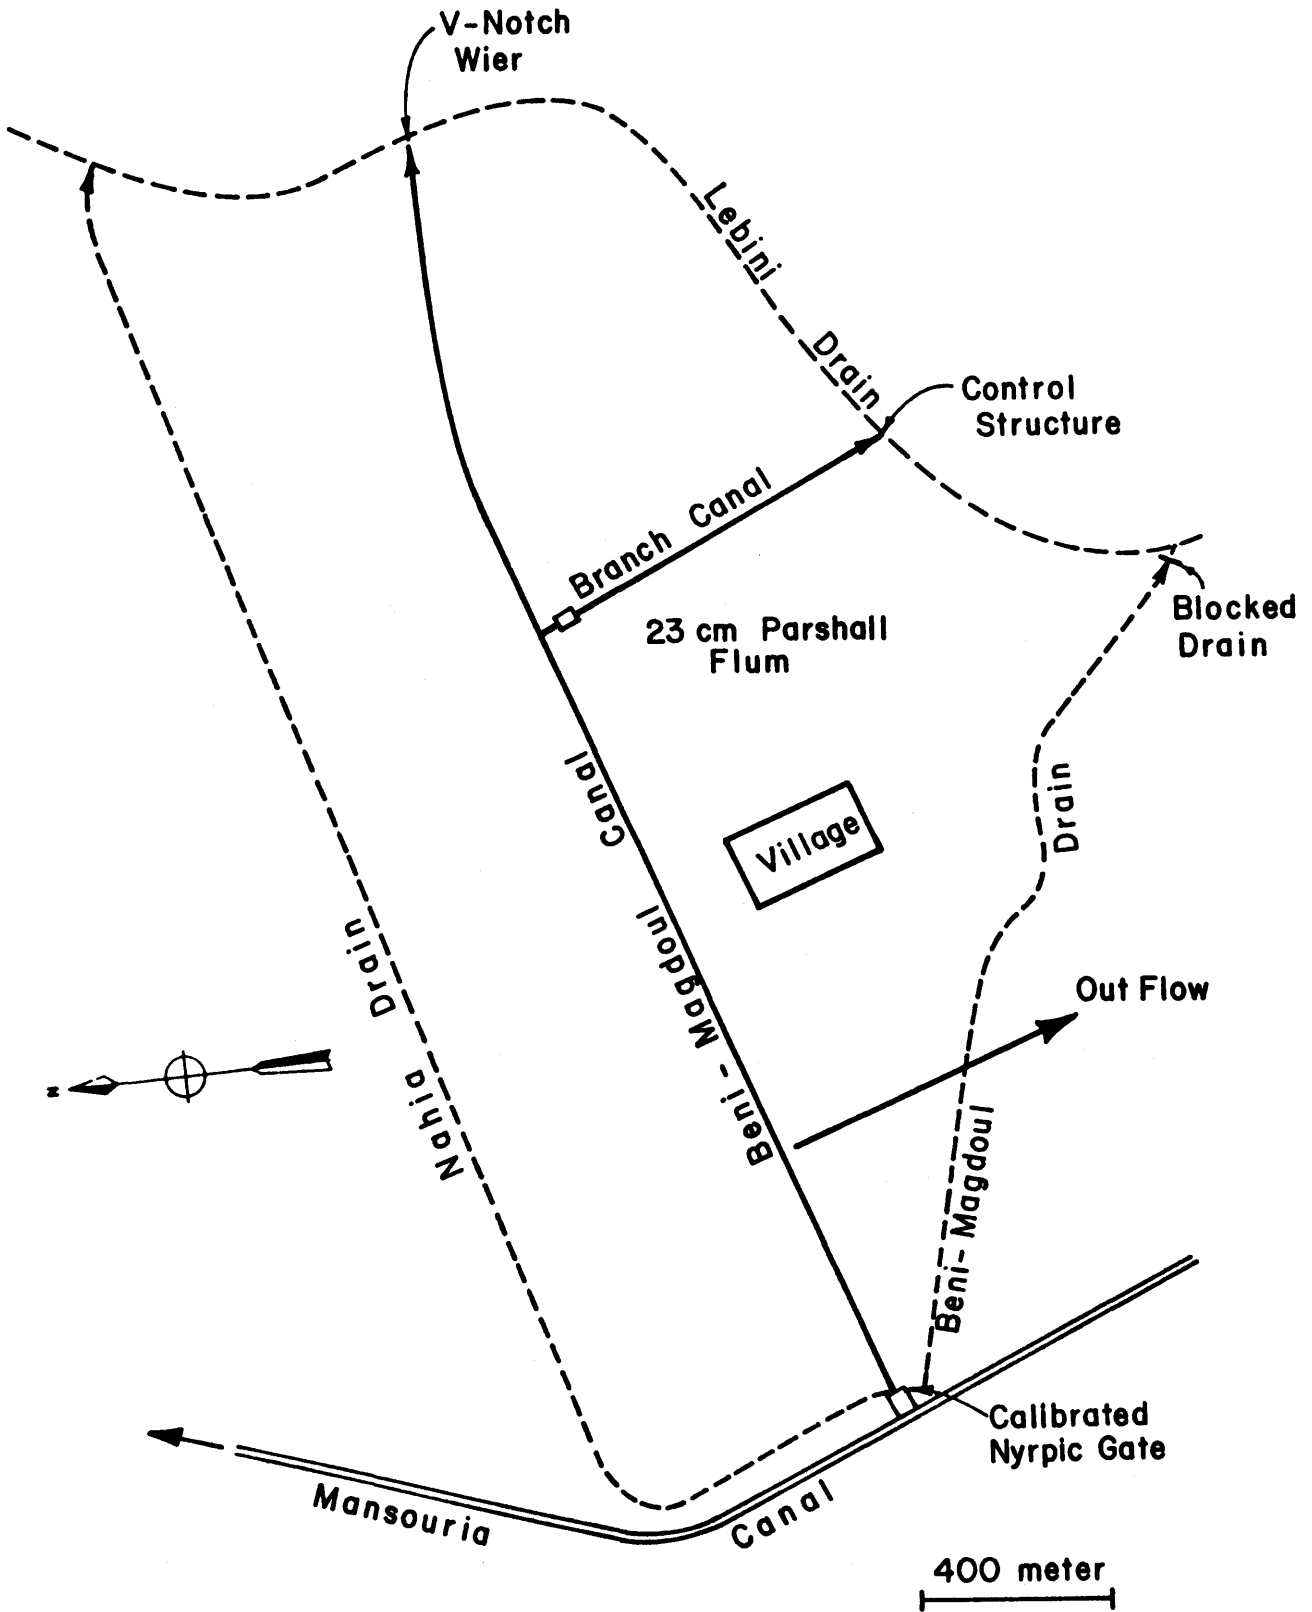 V-Notch
Wier
Lebini
Drain
Control
Structure
Branch Canal
23 cm Parshall
Flum
Blocked
Drain
Village
Beni - Magdoul Canal
Nahia Drain
Beni-Magdoul Drain
Out Flow
N
Calibrated
Nyrpic Gate
Mansouria Canal
400 meter